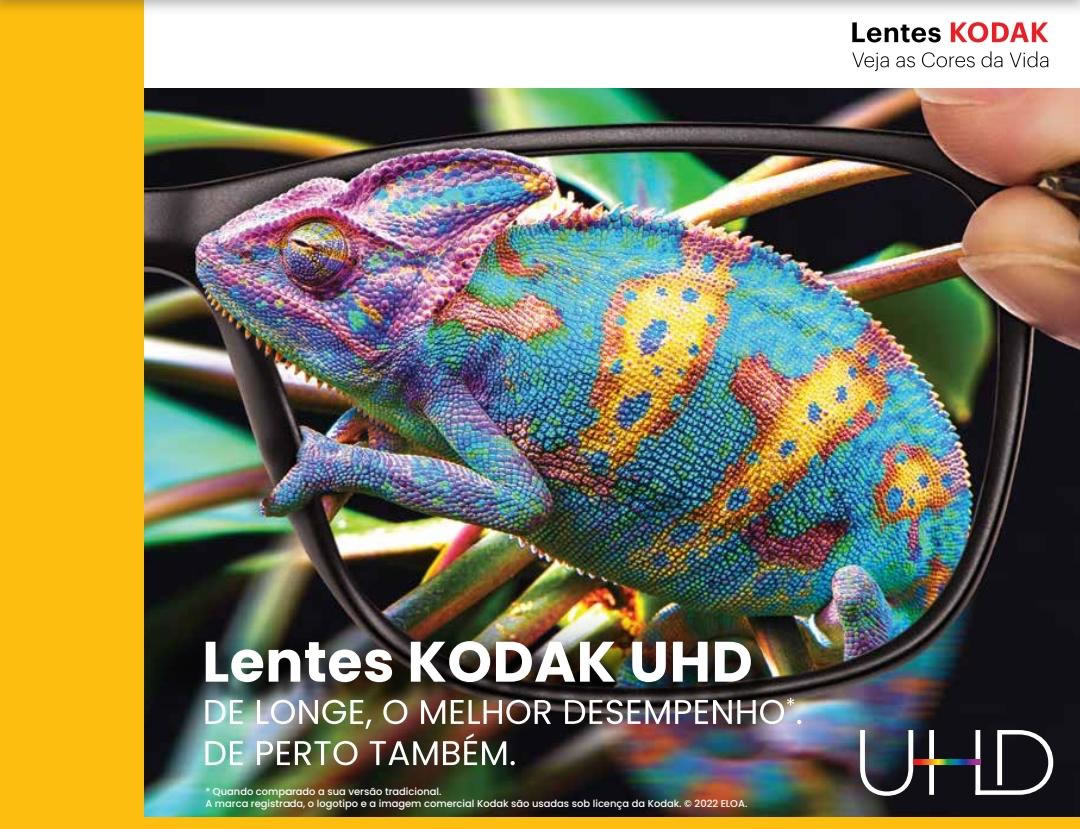 Lentes KODAK
Veja as Cores da Vida
Lentes KODAK UHD
DE LONGE, O MELHOR DESEMPENHO*.
DE PERTO TAMBÉM.
UHD
* Quando comparado a sua versão tradicional.
A marca registrada, o logotipo e a imagem comercial Kodak são usadas sob licença da Kodak. © 2022 ELOA.